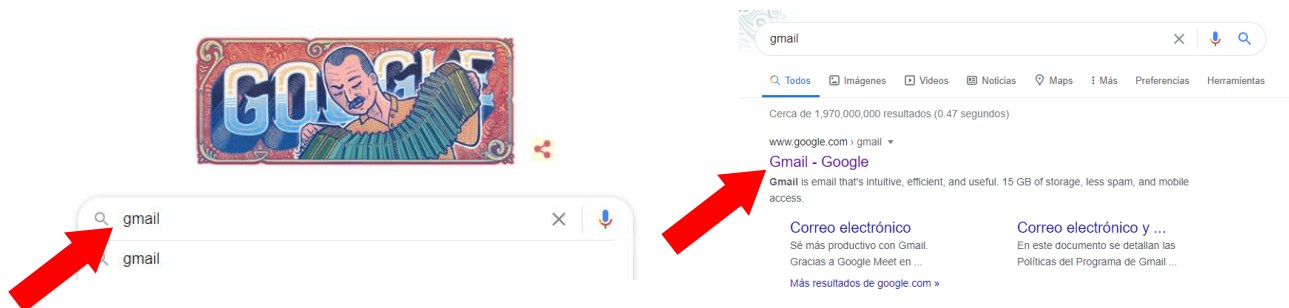 GOOGLE
gmail
gmail
gmail
Todos Imágenes Videos Noticias Maps Más Preferencias Herramientas
Cerca de 1,970,000,000 resultados (0.47 segundos)
www.google.com › gmail
Gmail - Google
Gmail is email that's intuitive, efficient, and useful. 15 GB of storage, less spam, and mobile
access.
Correo electrónico
Sé más productivo con Gmail.
Gracias a Google Meet en ...
Más resultados de google.com »
Correo electrónico y ...
En este documento se detallan las
Políticas del Programa de Gmail ...